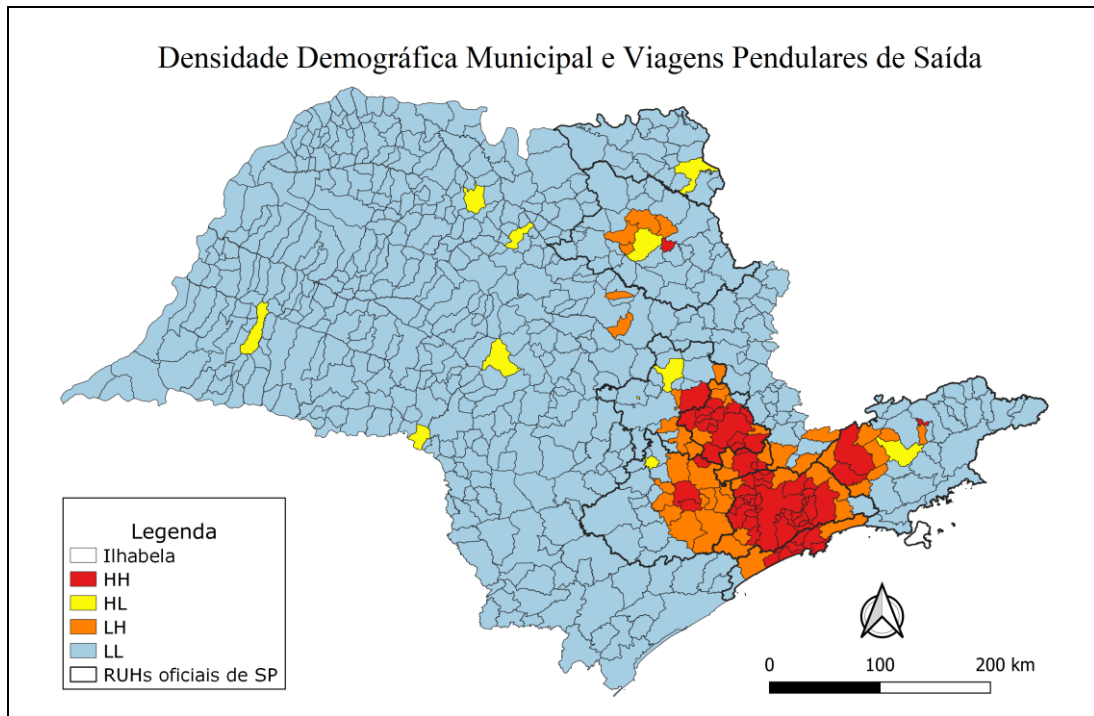 Densidade Demográfica Municipal e Viagens Pendulares de Saída
Legenda
Ilhabela
HH
HL
LH
LL
RUHs oficiais de SP
0 100 200 km